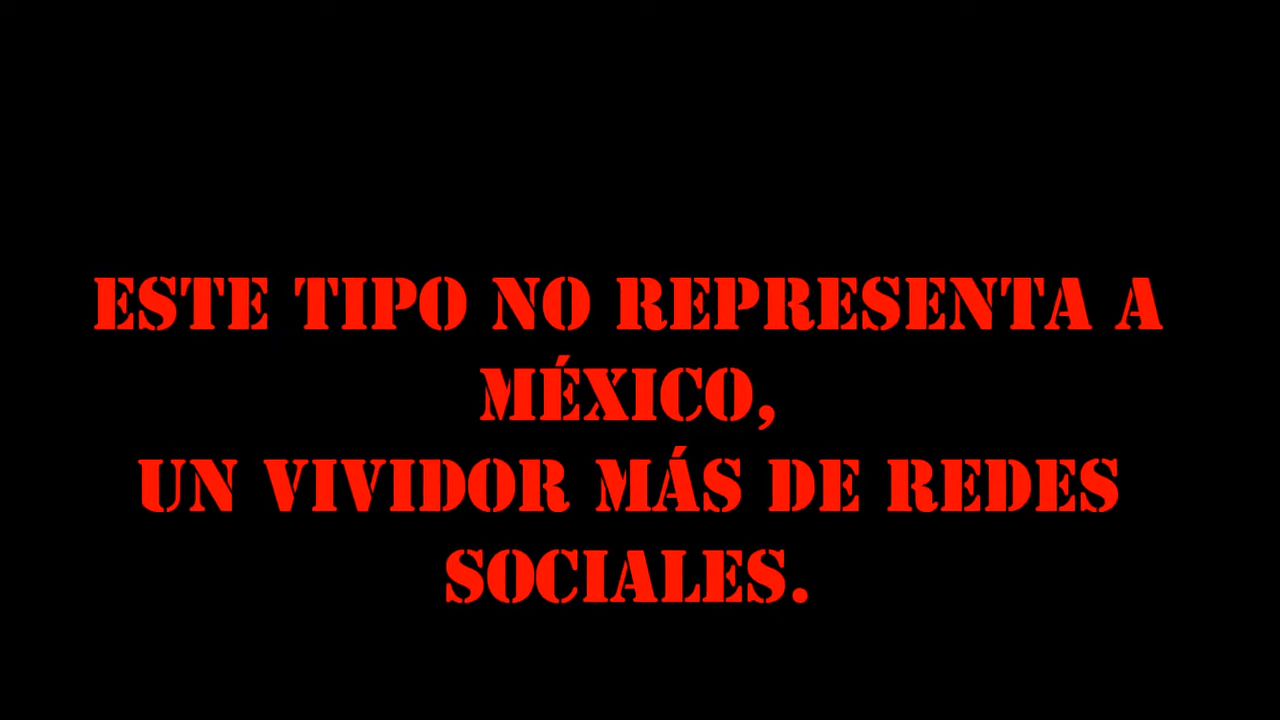 ESTE TIPO NO REPRESENTA A
MÉXICO,
UN VIVIDOR MÁS DE REDES
SOCIALES.